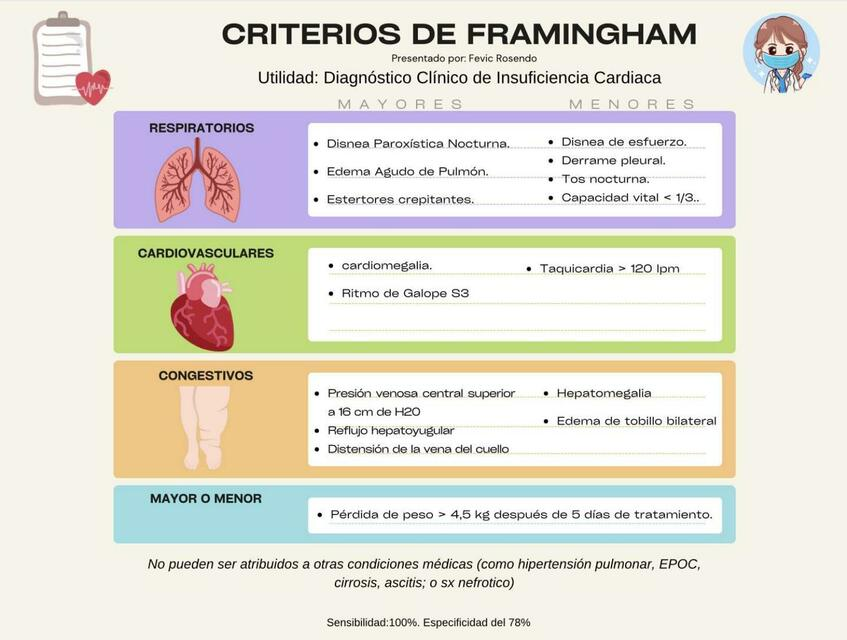 CRITERIOS DE FRAMINGHAM
Presentado por: Fevic Rosendo
Utilidad: Diagnóstico Clínico de Insuficiencia Cardiaca
MAYORES
MENORES
RESPIRATORIOS
• Disnea Paroxística Nocturna.
• Edema Agudo de Pulmón.
• Estertores crepitantes.
• Disnea de esfuerzo.
• Derrame pleural.
• Tos nocturna.
• Capacidad vital < 1/3..
CARDIOVASCULARES
• cardiomegalia.
• Ritmo de Galope S3
• Taquicardia > 120 lpm
CONGESTIVOS
• Presión venosa central superior
a 16 cm de H20
• Reflujo hepatoyugular
• Distensión de la vena del cuello
• Hepatomegalia
• Edema de tobillo bilateral
MAYOR O MENOR
• Pérdida de peso > 4,5 kg después de 5 días de tratamiento.
No pueden ser atribuidos a otras condiciones médicas (como hipertensión pulmonar, EPOC,
cirrosis, ascitis; o sx nefrotico)
Sensibilidad:100%. Especificidad del 78%